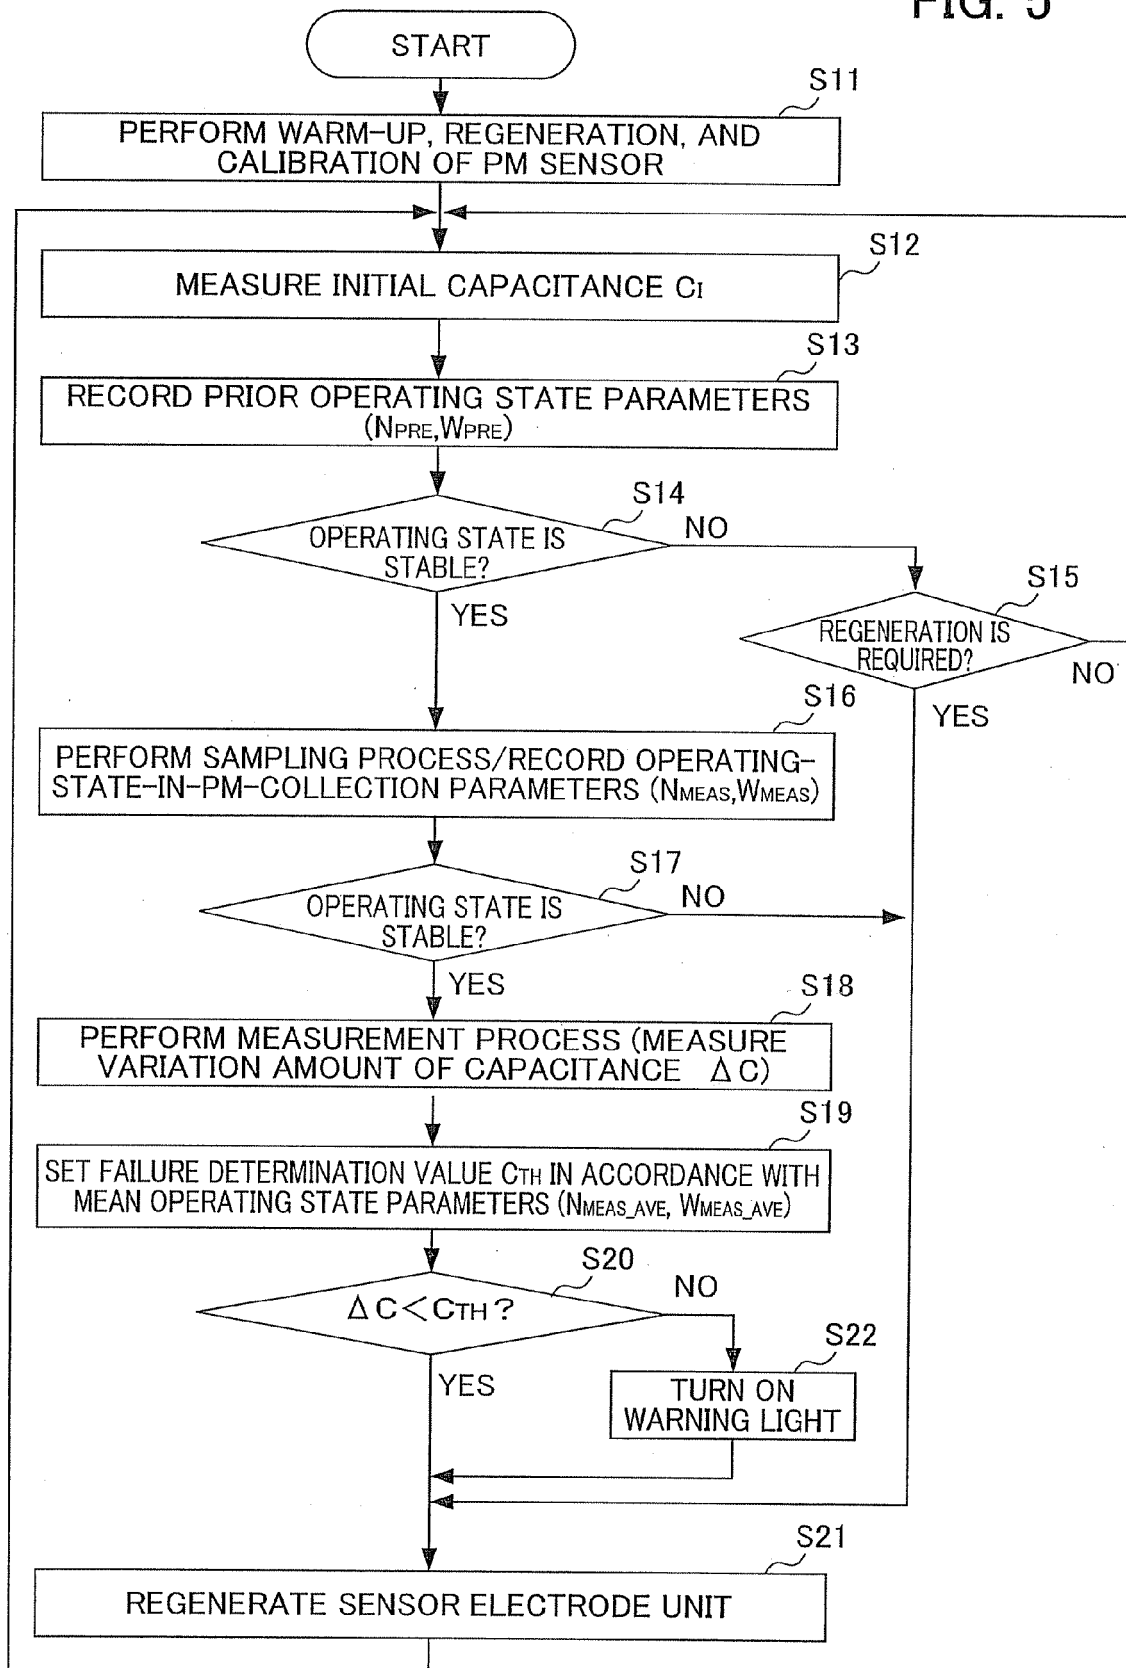 FIG. 5
START
S11
PERFORM WARM-UP, REGENERATION, AND
CALIBRATION OF PM SENSOR
S12
MEASURE INITIAL CAPACITANCE CI
S13
RECORD PRIOR OPERATING STATE PARAMETERS
(NPRE,WPRE)
S14
OPERATING STATE IS
STABLE?
NO
YES
S15
REGENERATION IS
REQUIRED?
NO
YES
S16
PERFORM SAMPLING PROCESS/RECORD OPERATING-
STATE-IN-PM-COLLECTION PARAMETERS (NMEAS,WMEAS)
S17
OPERATING STATE IS
STABLE?
NO
YES
S18
PERFORM MEASUREMENT PROCESS (MEASURE
VARIATION AMOUNT OF CAPACITANCE ΔC)
S19
SET FAILURE DETERMINATION VALUE CTH IN ACCORDANCE WITH
MEAN OPERATING STATE PARAMETERS (NMEAS_AVE, WMEAS_AVE)
S20
ΔC<CTH?
NO
YES
S22
TURN ON
WARNING LIGHT
S21
REGENERATE SENSOR ELECTRODE UNIT